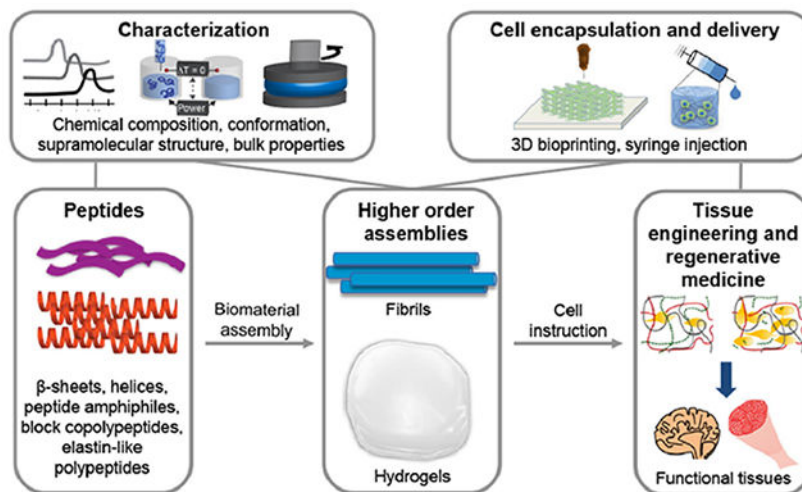 Characterization
ΔT = 0
Power
Chemical composition, conformation,
supramolecular structure, bulk properties
Cell encapsulation and delivery
3D bioprinting, syringe injection
Peptides
β-sheets, helices,
peptide amphiphiles,
block copolypeptides,
elastin-like
polypeptides
Biomaterial
assembly
Higher order
assemblies
Fibrils
Hydrogels
Cell
instruction
Tissue
engineering and
regenerative
medicine
Functional tissues